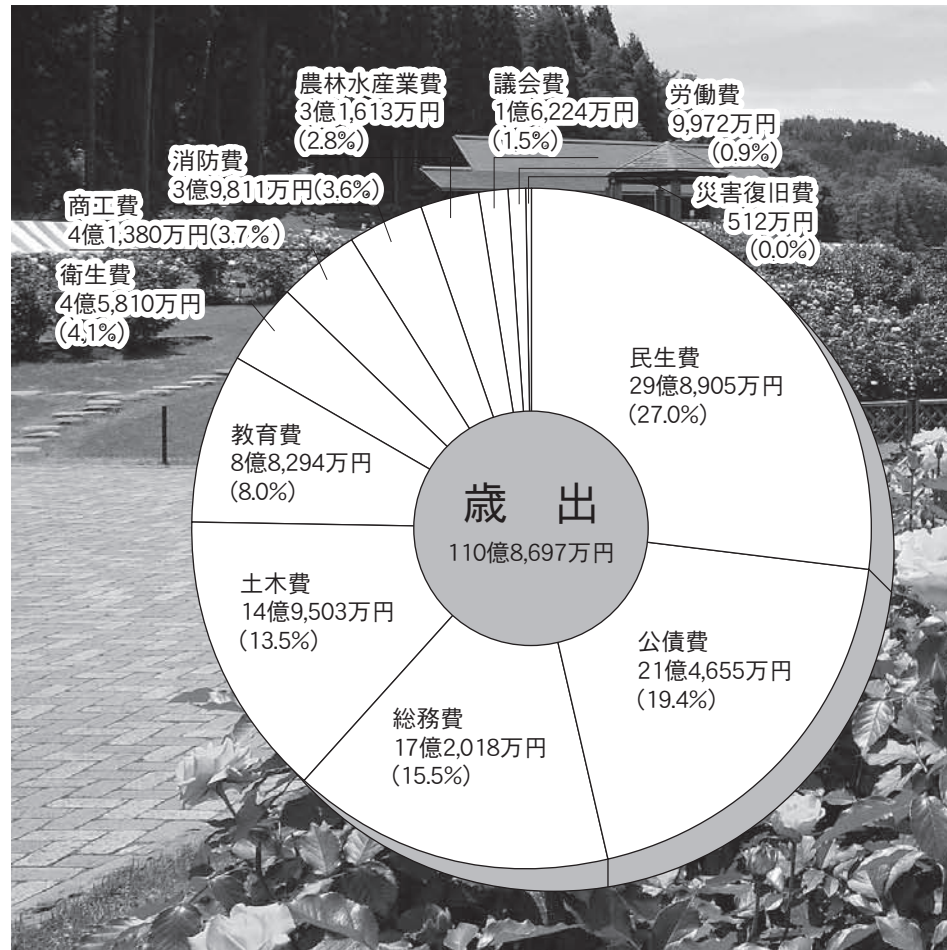 農林水産業費
3億1,613万円
(2.8%)
議会費
1億6,224万円
(1.5%)
労働費
9,972万円
(0.9%)
消防費
3億9,811万円(3.6%)
災害復旧費
512万円
(0.0%)
商工費
4億1,380万円(3.7%)
衛生費
4億5,810万円
(4.1%)
民生費
29億8,905万円
(27.0%)
教育費
8億8,294万円
(8.0%)
歳 出
110億8,697万円
土木費
14億9,503万円
(13.5%)
公債費
21億4,655万円
(19.4%)
総務費
17億2,018万円
(15.5%)